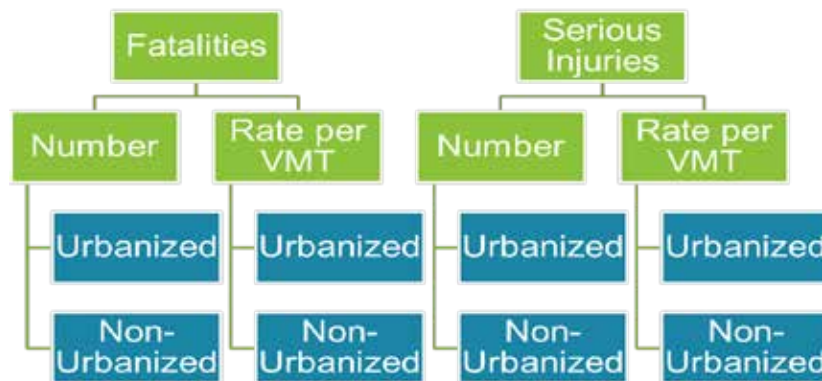 Fatalities
Serious
Injuries
Number
Rate per
VMT
Number
Rate per
VMT
Urbanized
Urbanized
Urbanized
Urbanized
Non-
Urbanized
Non-
Urbanized
Non-
Urbanized
Non-
Urbanized